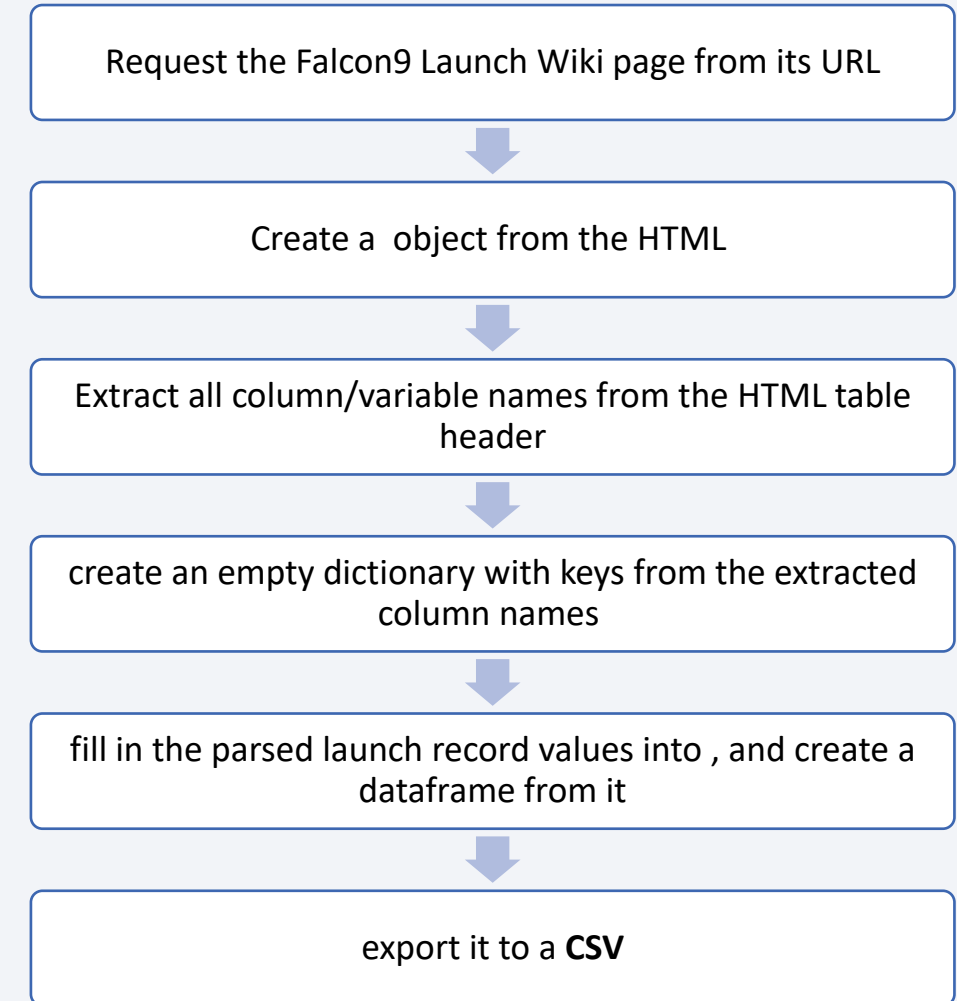 Request the Falcon9 Launch Wiki page from its URL
Create a  object from the HTML
Extract all column/variable names from the HTML table
header
create an empty dictionary with keys from the extracted
column names
fill in the parsed launch record values into , and create a
dataframe from it
export it to a CSV